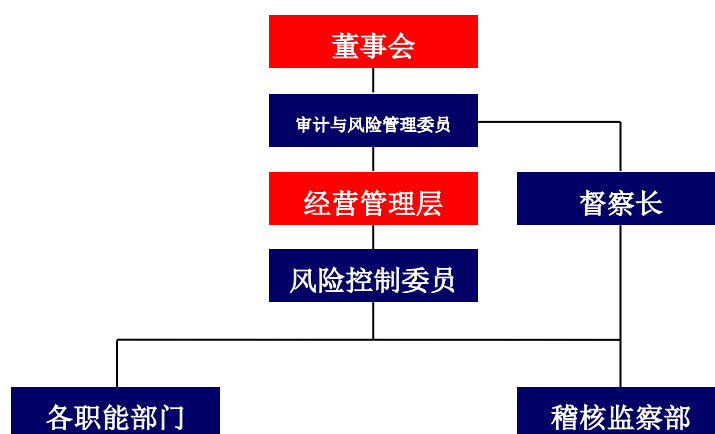 董事会
审计与风险管理委员
经营管理层
督察长
风险控制委员
各职能部门
稽核监察部